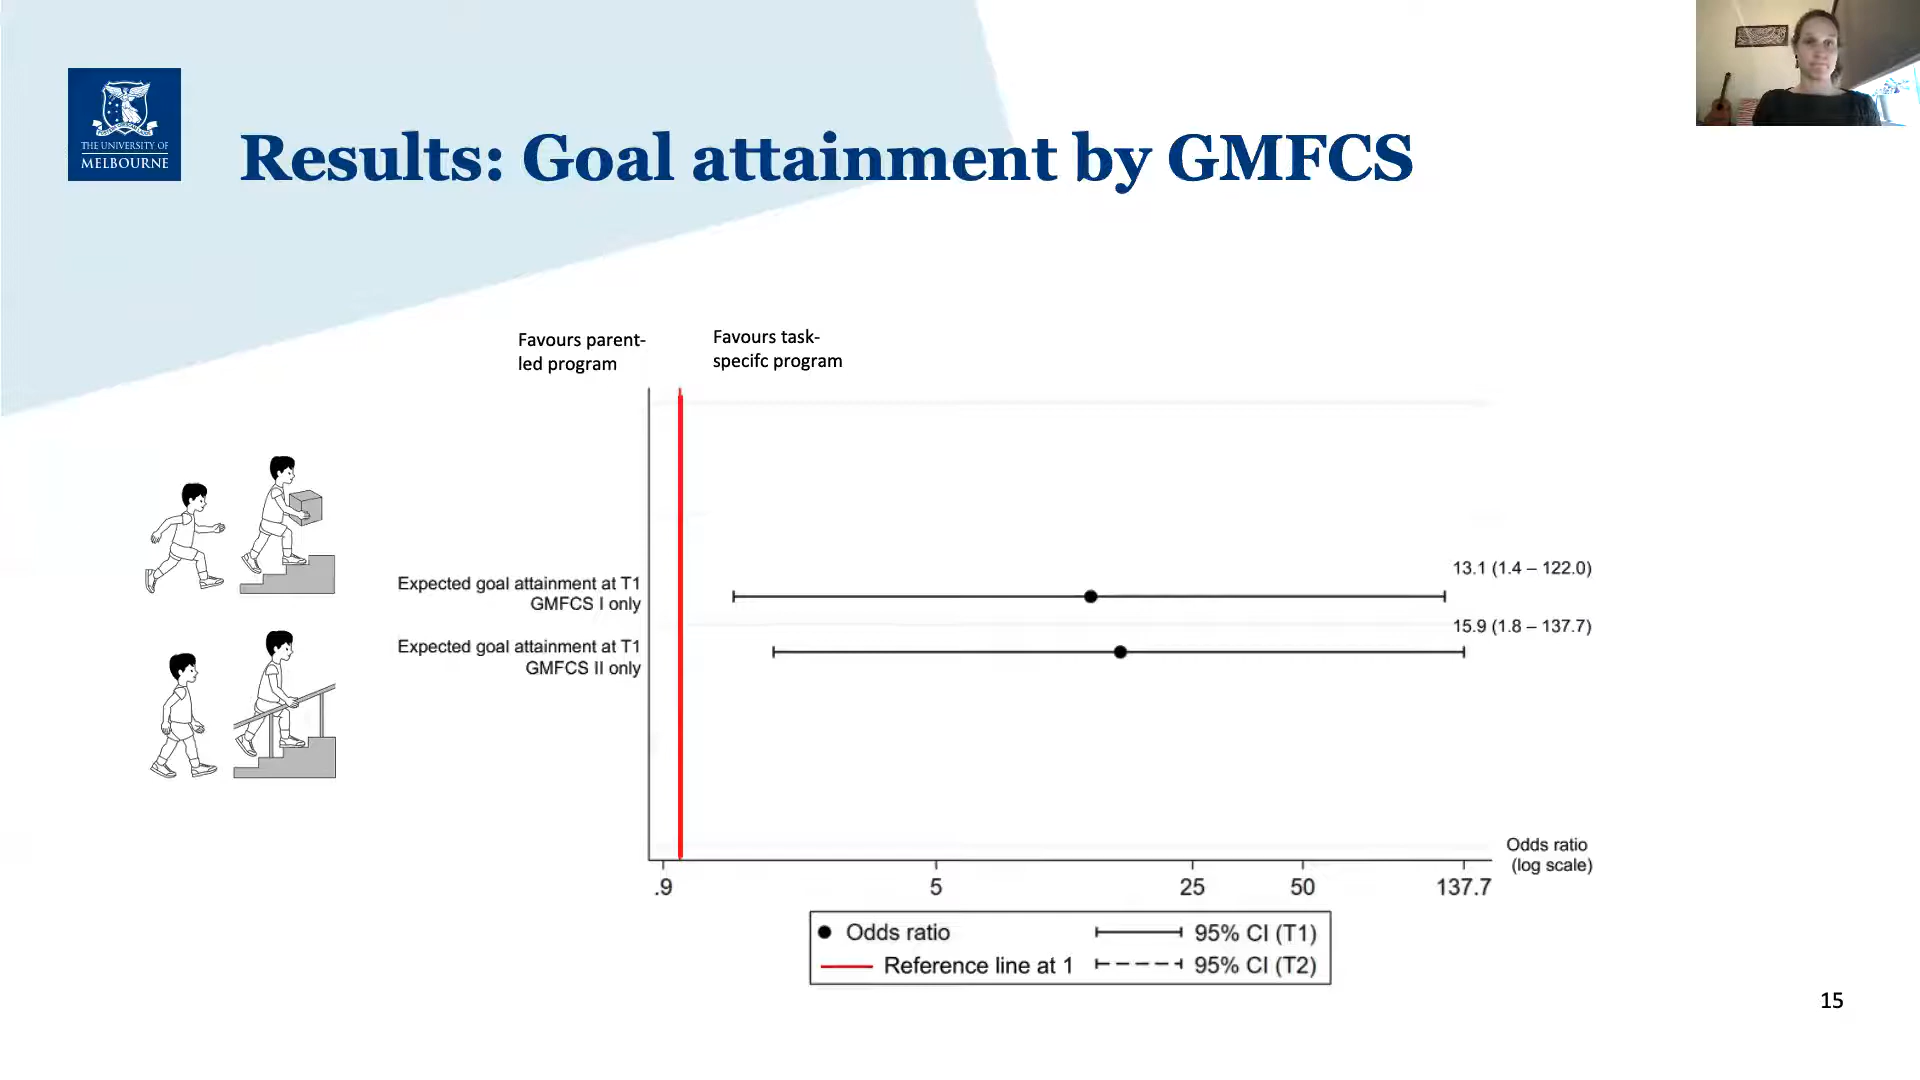 THE UNIVERSITY OF
MELBOURNE
Results: Goal attainment by GMFCS
Favours parent-
led program
Favours task-
specifc program
Expected goal attainment at T1
GMFCS I only
13.1 (1.4 – 122.0)
Expected goal attainment at T1
GMFCS II only
15.9 (1.8 – 137.7)
Odds ratio
(log scale)
.9 5 25 50 137.7
Odds ratio 95% CI (T1)
Reference line at 1 95% CI (T2)
15